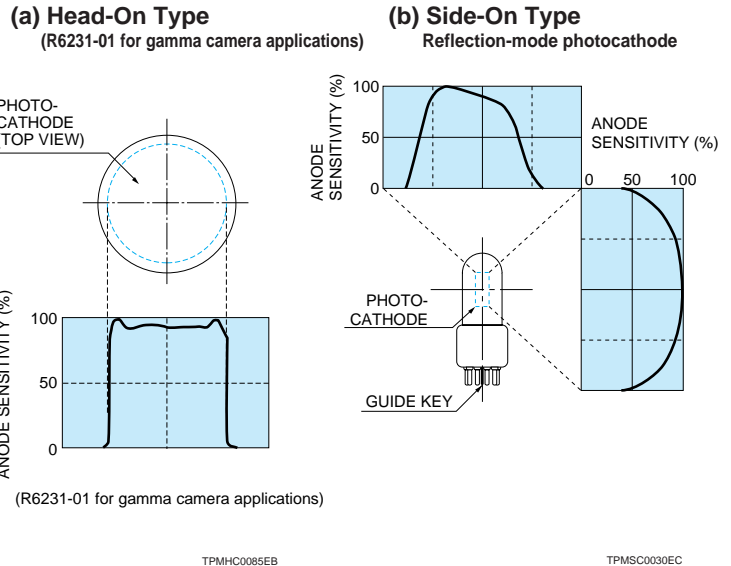 (a) Head-On Type
(R6231-01 for gamma camera applications)
PHOTO-
CATHODE
TOP VIEW)
ANODE SENSITIVITY (%)
100
50
0
(R6231-01 for gamma camera applications)
TPMHC0085EB
(b) Side-On Type
Reflection-mode photocathode
ANODE
SENSITIVITY (%)
100
50
0
ANODE
SENSITIVITY (%)
0 50 100
PHOTO-
CATHODE
GUIDE KEY
TPMSC0030EC